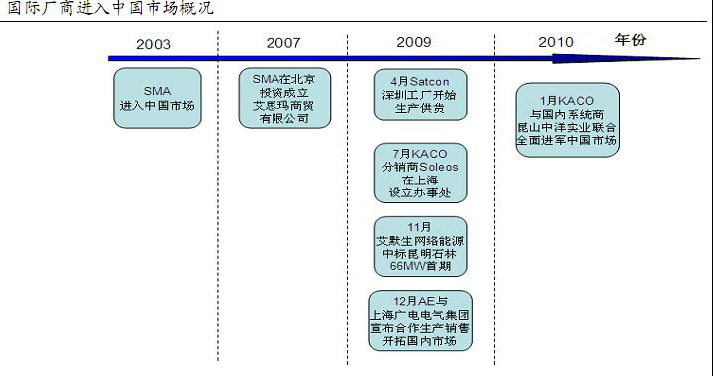 国际厂商进入中国市场概况
2003
2007
2009
2010
年份
SMA
进入中国市场
SMA在北京
投资成立
艾思玛商贸
有限公司
4月Satcon
深圳工厂开始
生产供货
7月KACO
分销商Soleos
在上海
设立办事处
11月
艾默生网络能源
中标昆明石林
66MW首期
12月AE与
上海广电电气集团
宣布合作生产销售
开拓国内市场
1月KACO
与国内系统商
昆山中洋实业联合
全面进军中国市场